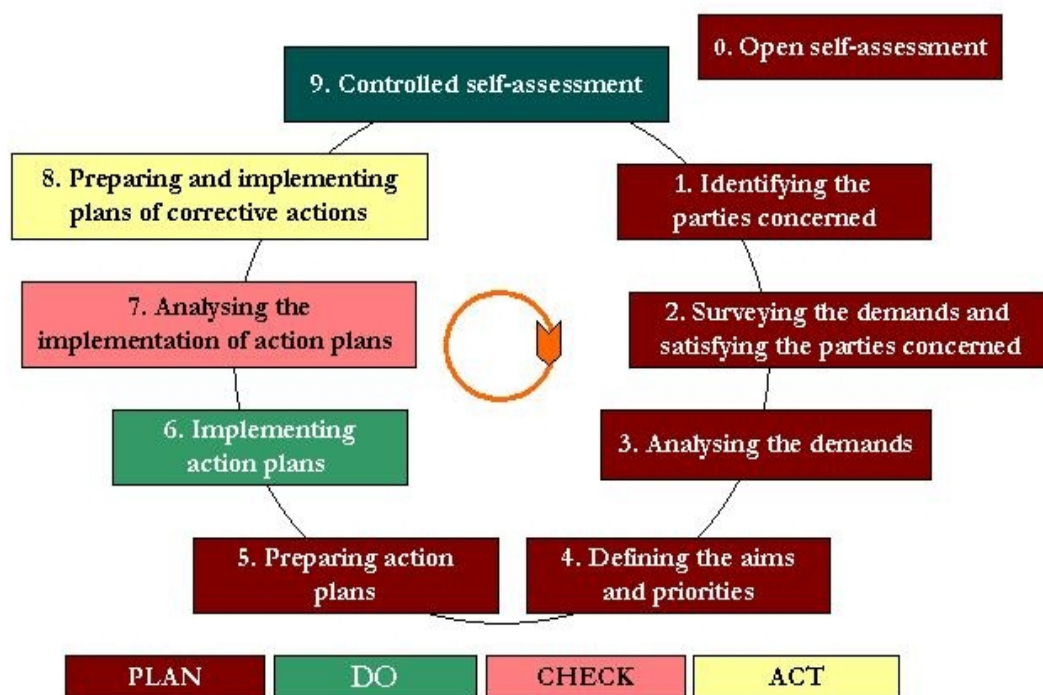 0. Open self-assessment
9. Controlled self-assessment
8. Preparing and implementing
plans of corrective actions
1. Identifying the
parties concerned
7. Analysing the
implementation of action plans
2. Surveying the demands and
satisfying the parties concerned
6. Implementing
action plans
3. Analysing the demands
5. Preparing action
plans
4. Defining the aims
and priorities
PLAN
DO
CHECK
ACT